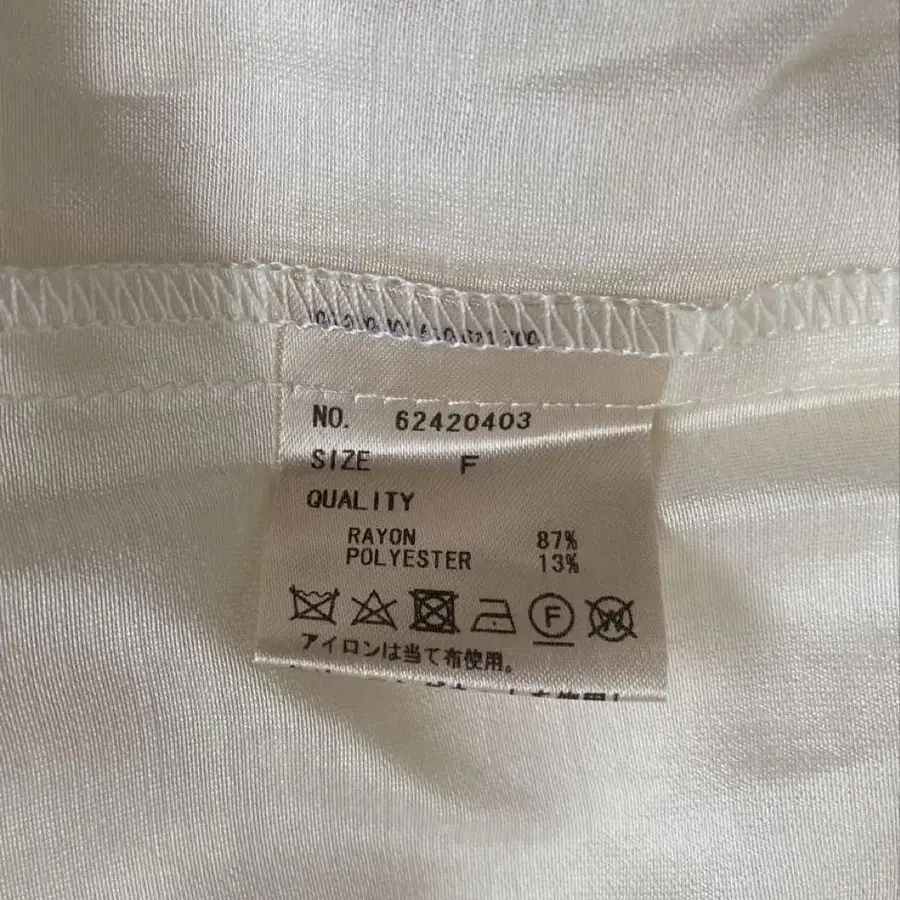 NO. 62420403
SIZE F
QUALITY
RAYON 87%
POLYESTER 13%
F W
アイロンは当て布使用。